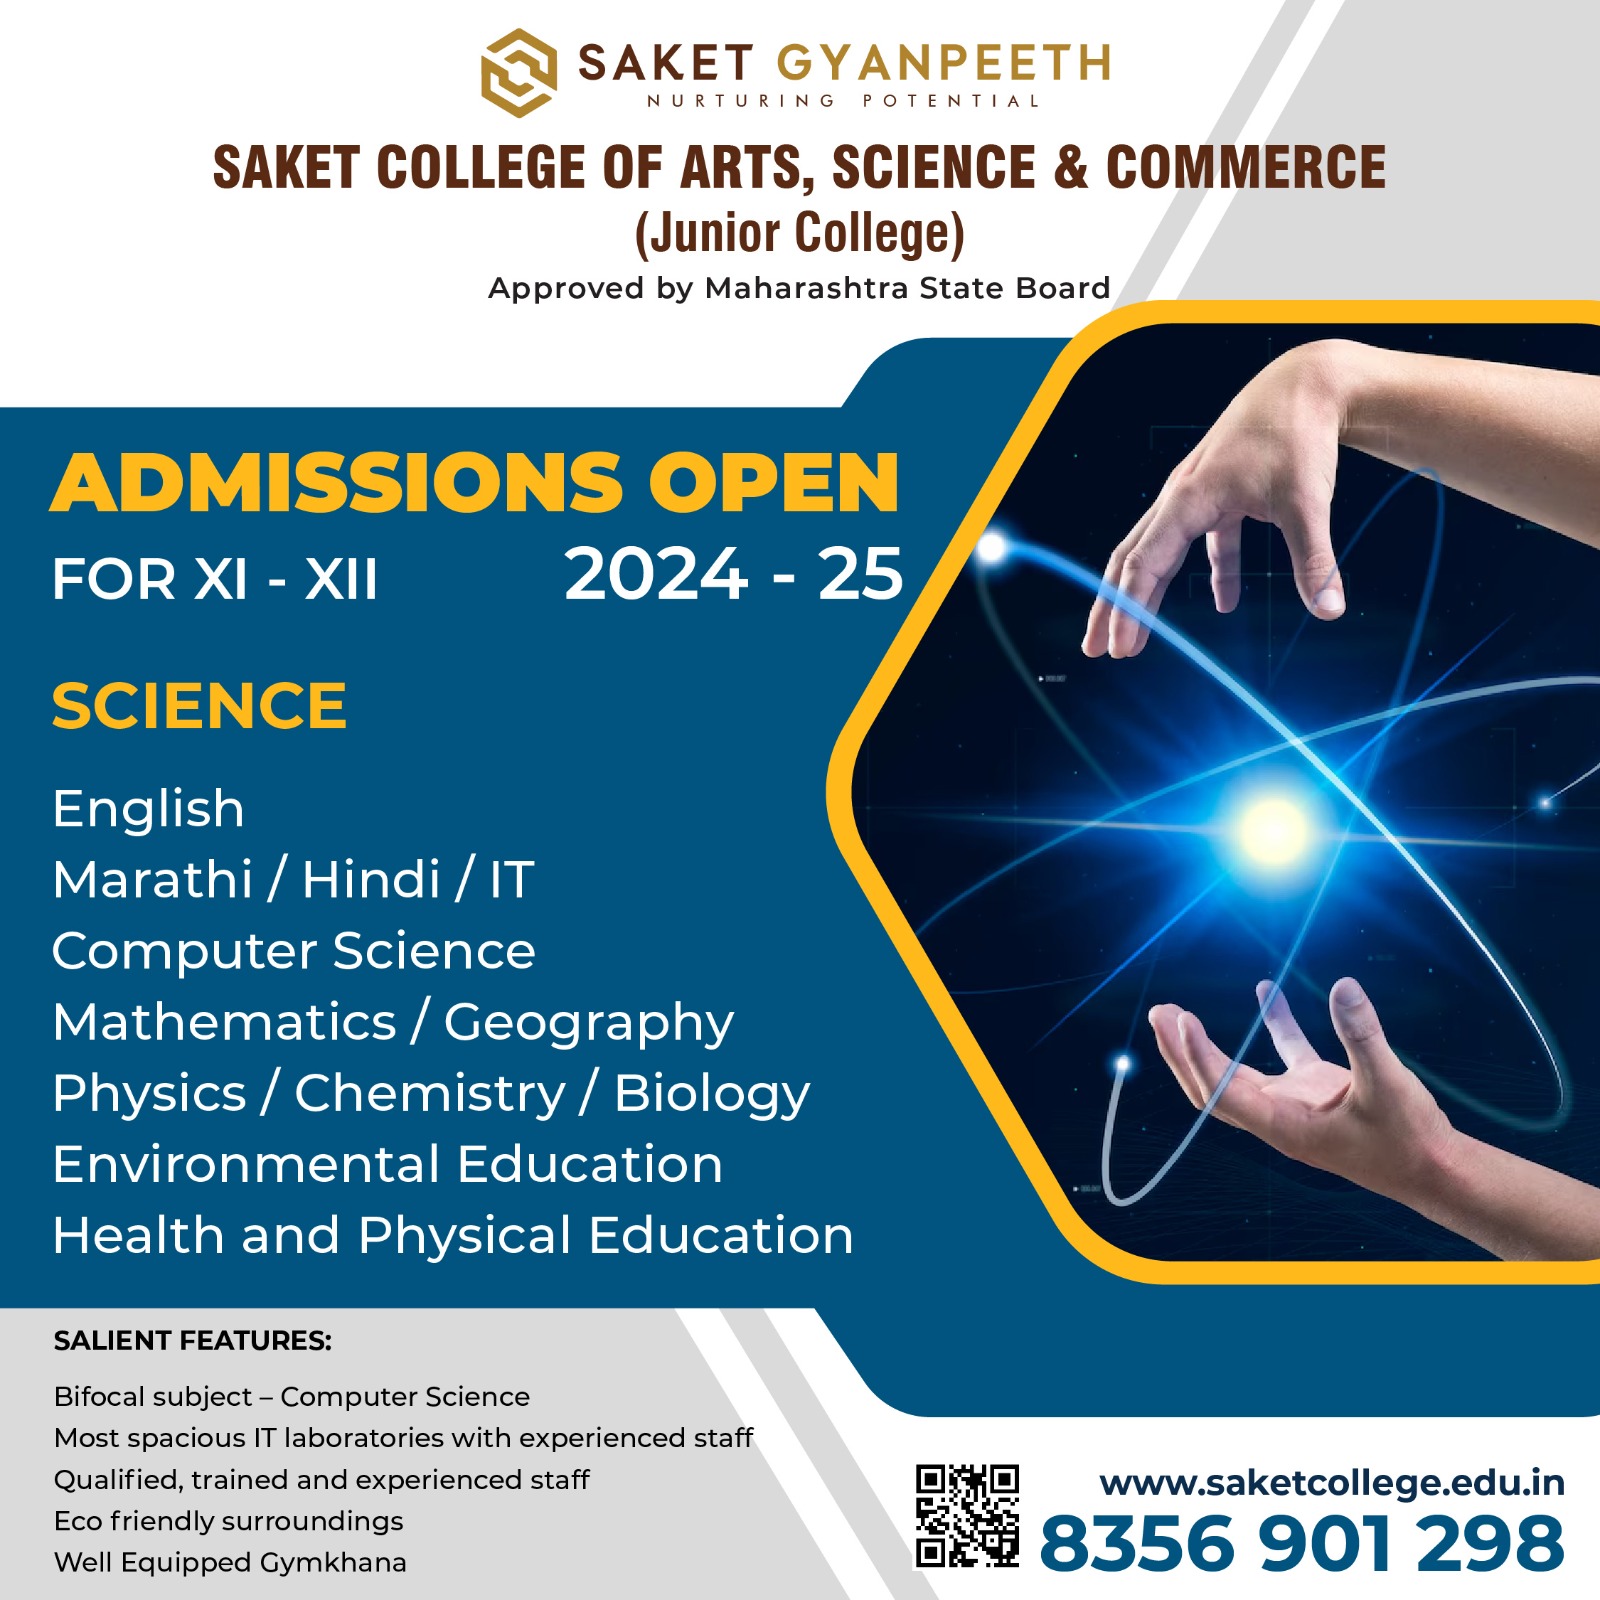 SAKET GYANPEETH
NURTURING POTENTIAL
SAKET COLLEGE OF ARTS, SCIENCE & COMMERCE
(Junior College)
Approved by Maharashtra State Board
ADMISSIONS OPEN
FOR XI - XII 2024 - 25
SCIENCE
English
Marathi / Hindi / IT
Computer Science
Mathematics / Geography
Physics / Chemistry / Biology
Environmental Education
Health and Physical Education
SALIENT FEATURES:
Bifocal subject – Computer Science
Most spacious IT laboratories with experienced staff
Qualified, trained and experienced staff
Eco friendly surroundings
Well Equipped Gymkhana
www.saketcollege.edu.in
8356 901 298